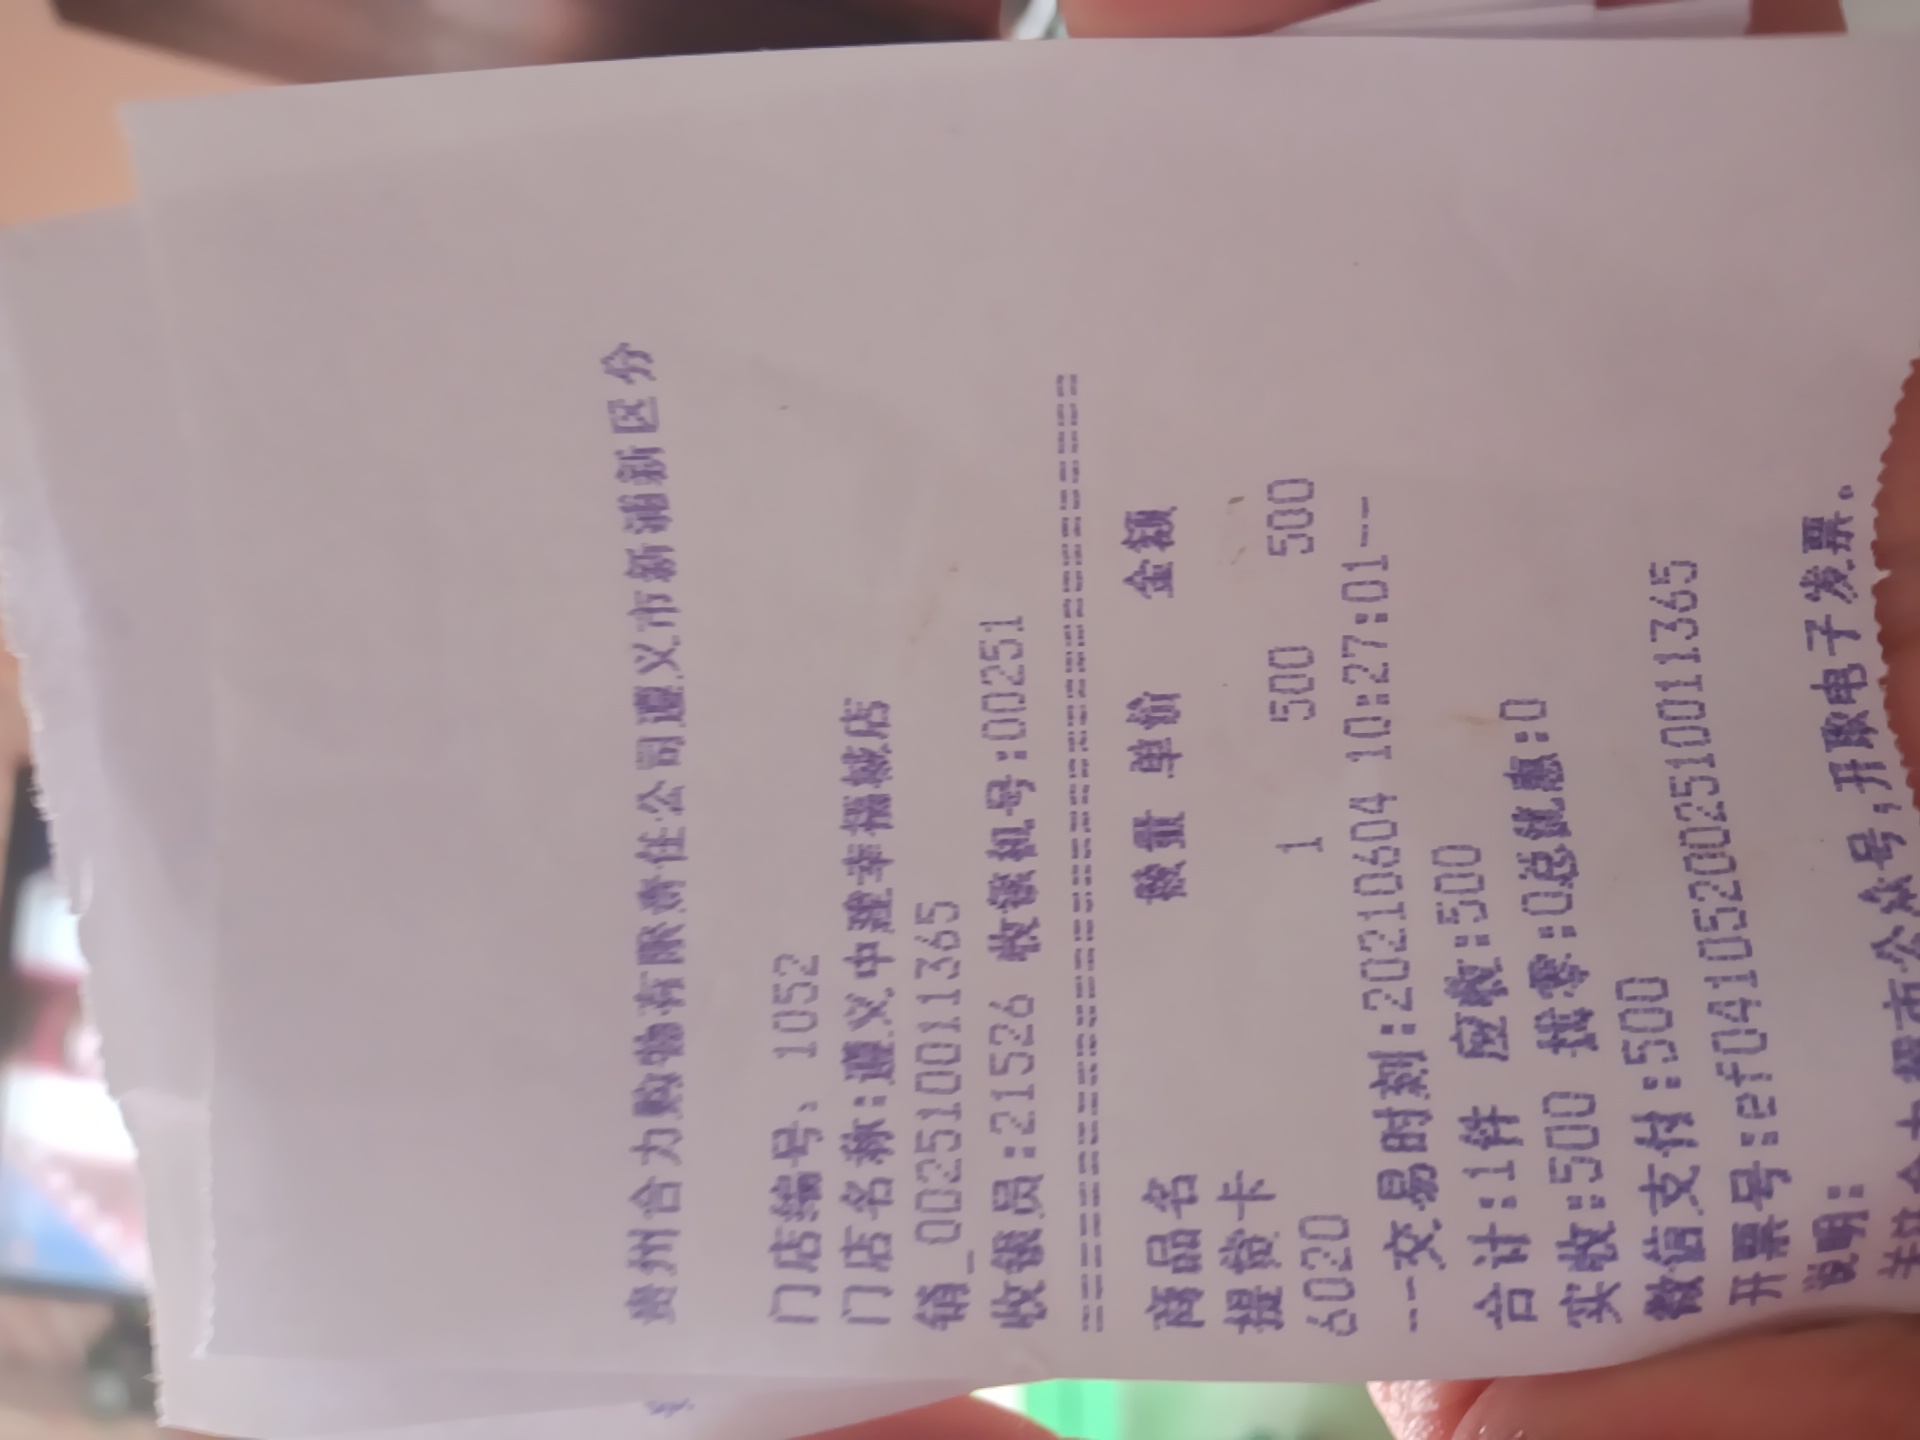 贵州合力购物有限责任公司遵义市新浦新区分
门店编号: 1052
门店名称:遵义中建幸福城店
销_002510011365
收银员:21526 收银机号:00251
================================
商品名 数量 单价 金额
提货卡
6020 1 500 500
---交易时刻:20210604 10:27:01--
合计:1件 应收:500
实收:500 找零:0总优惠:0
微信支付:500
开票号:ef041052002510011365
说明:
公众号,开取电子发票。